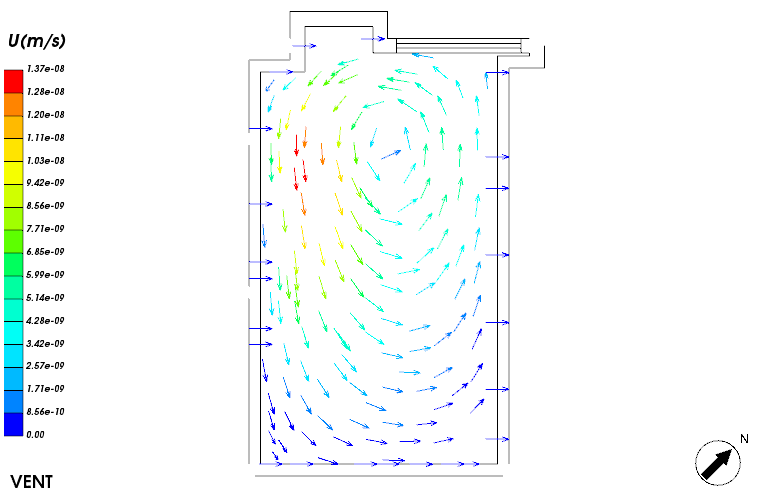 U(m/s)
1.37e-08
1.28e-08
1.20e-08
1.11e-08
1.03e-08
9.42e-09
8.56e-09
7.71e-09
6.85e-09
5.99e-09
5.14e-09
4.28e-09
3.42e-09
2.57e-09
1.71e-09
8.56e-10
0.00
N
VENT